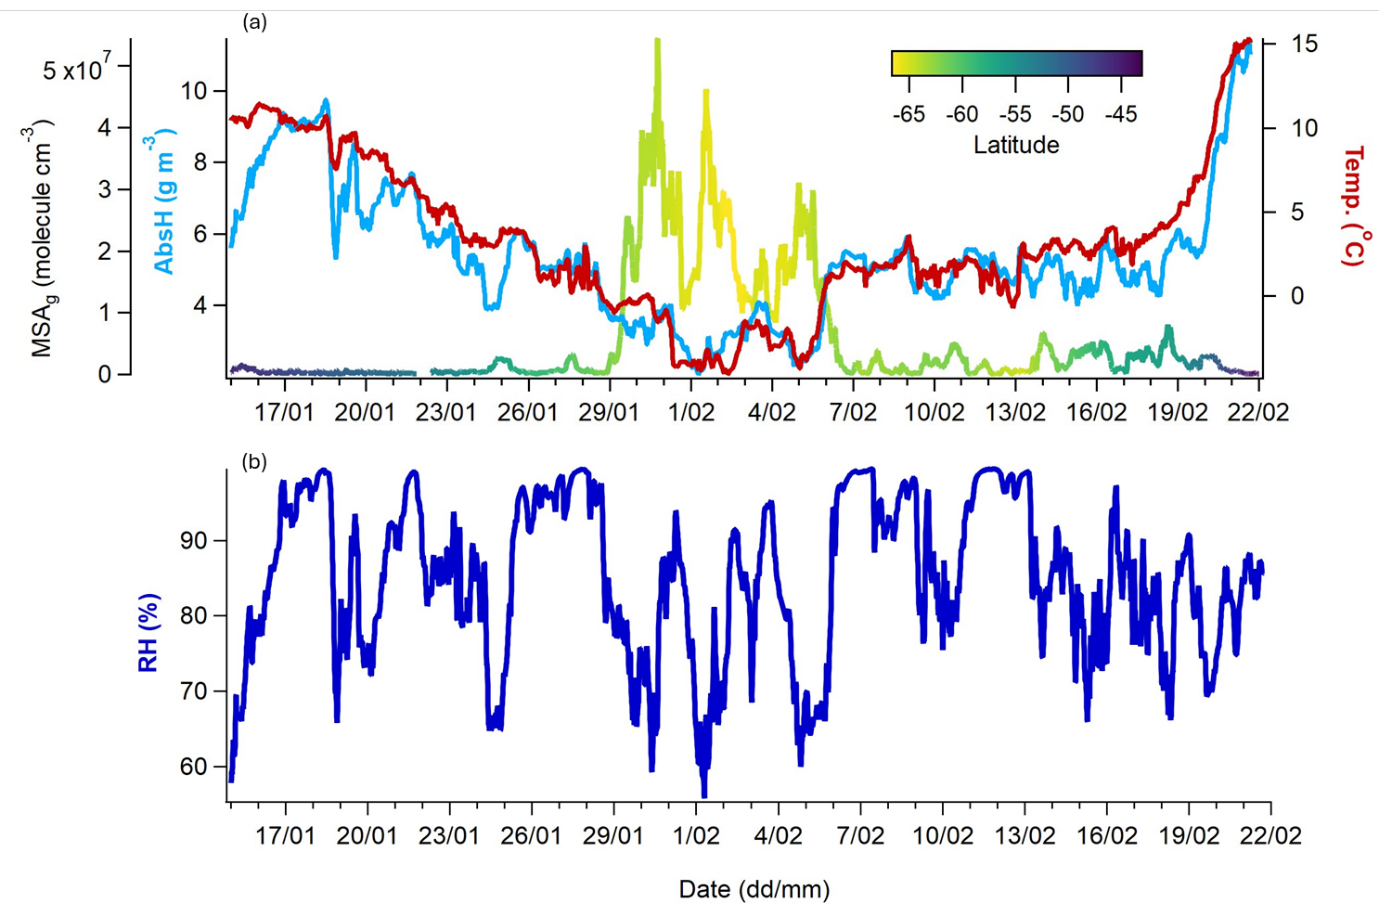 (a)
MSAg (molecule cm-3)
5 x10^7
4
3
2
1
0
AbsH (g m-3)
10
8
6
4
-65 -60 -55 -50 -45
Latitude
15
10
5
0
Temp. (°C)
17/01 20/01 23/01 26/01 29/01 1/02 4/02 7/02 10/02 13/02 16/02 19/02 22/02
(b)
RH (%)
90
80
70
60
17/01 20/01 23/01 26/01 29/01 1/02 4/02 7/02 10/02 13/02 16/02 19/02 22/02
Date (dd/mm)